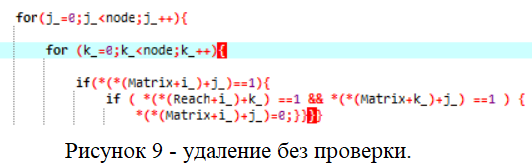 for(j_=0;j_<node;j_++){
for (k_=0;k_<node;k_++){
if(*(*(Matrix+i_)+j_)==1){
if ( *(*(Reach+i_)+k_) ==1 && *(*(Matrix+k_)+j_) ==1 ) {
*(*(Matrix+i_)+j_)=0;}}}}
Рисунок 9 - удаление без проверки.